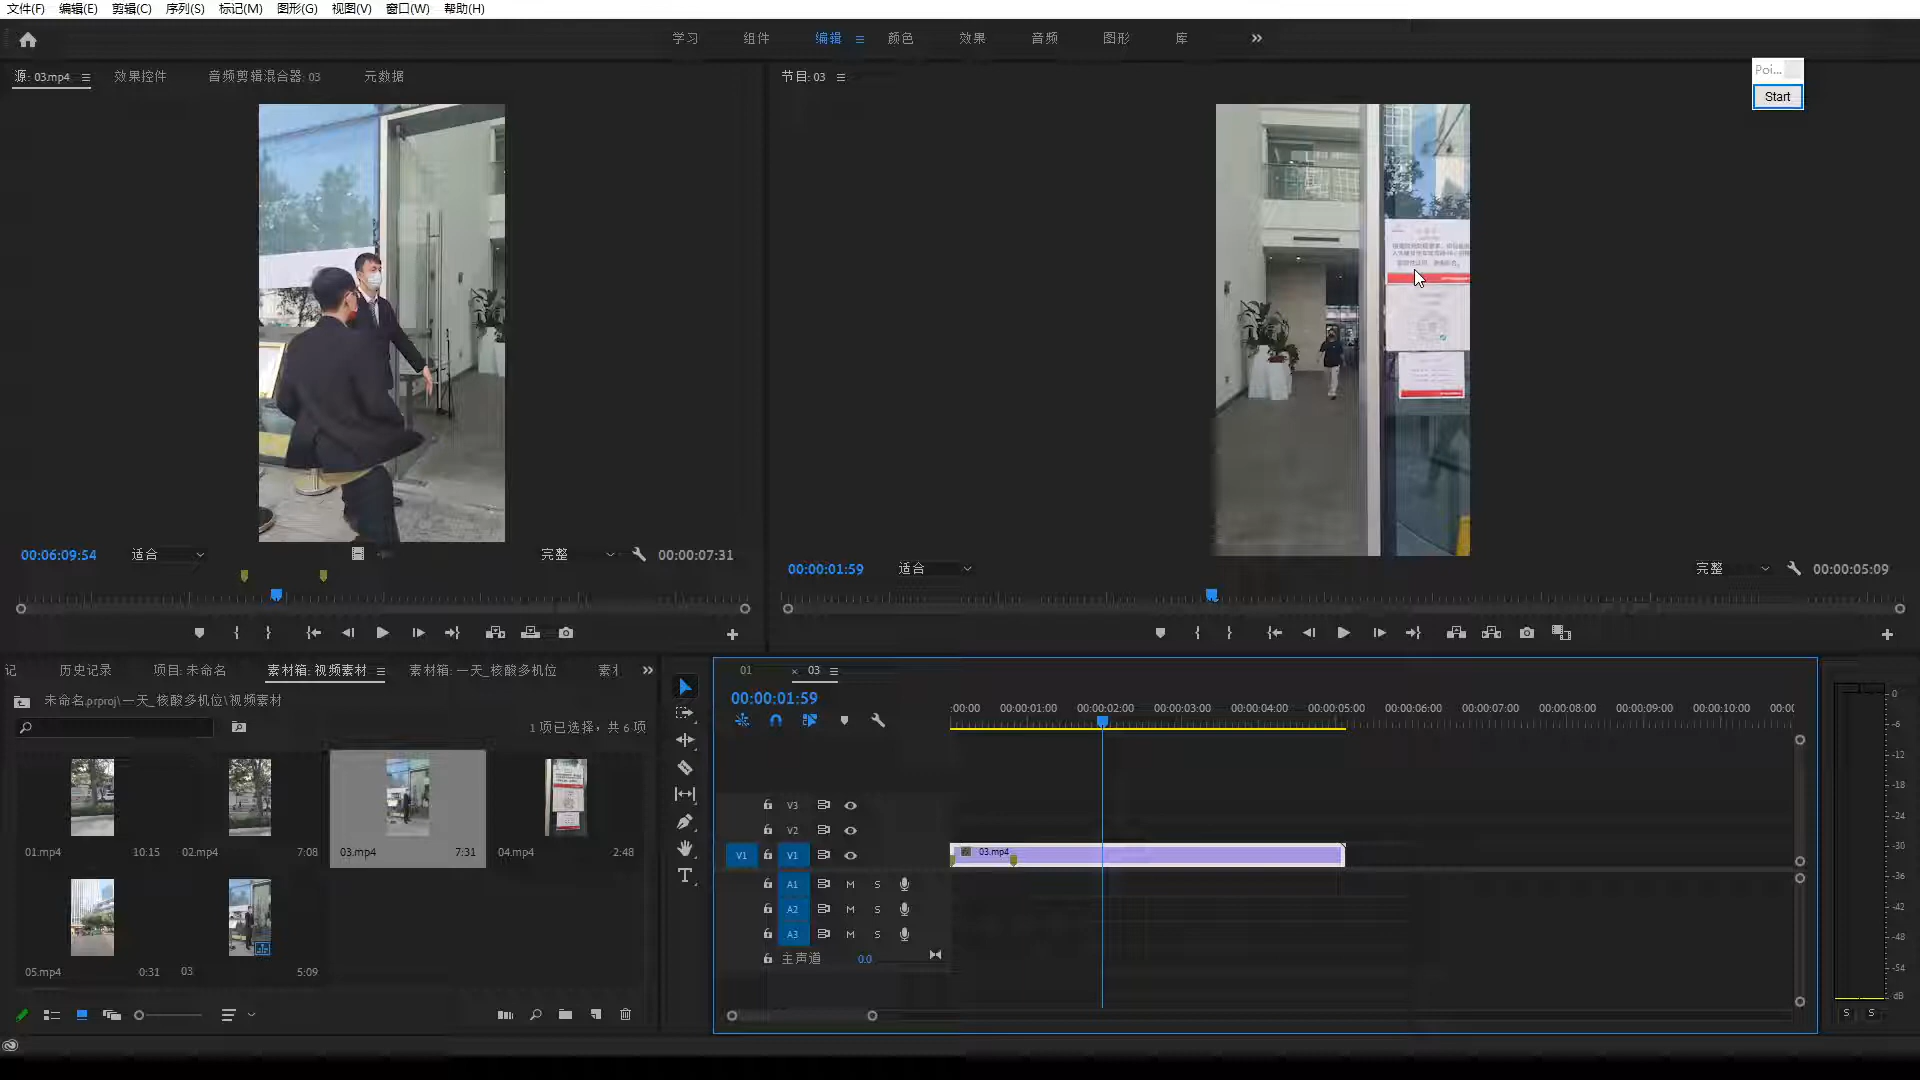 文件(F) 编辑(E) 剪辑(C) 序列(S) 标记(M) 图形(G) 视图(V) 窗口(W) 帮助(H)
学习 组件 编辑 颜色 效果 音频 图形 库
Poi...
Start
源: 03.mp4 效果控件 音频剪辑混合器: 03 元数据
节目: 03
00:06:09:54 适合 完整 00:00:07:31
00:00:01:59 适合 完整 00:00:05:09
记 历史记录 项目: 未命名 素材箱: 视频素材 素材箱: 一天_核酸多机位
未命名.prproj\一天_核酸多机位\视频素材
1 项已选择，共 6 项
01.mp4 10:15 02.mp4 7:08 03.mp4 7:31 04.mp4 2:48
05.mp4 0:31 03 5:09
01 × 03
00:00:01:59
:00:00 00:00:01:00 00:00:02:00 00:00:03:00 00:00:04:00 00:00:05:00 00:00:06:00 00:00:07:00 00:00:08:00 00:00:09:00 00:00:10:00 00:0
V3
V2
V1 V1 03.mp4
A1 M S
A2 M S
A3 M S
主声道 0.0
0
-6
-12
-18
-24
-30
-36
-42
-48
-54
dB
S S